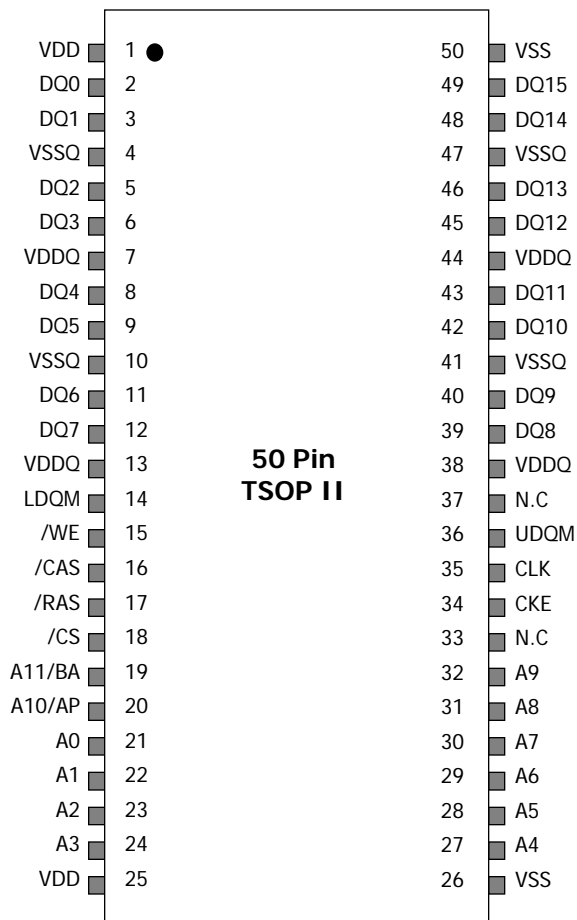 VDD 1 50 VSS
DQ0 2 49 DQ15
DQ1 3 48 DQ14
VSSQ 4 47 VSSQ
DQ2 5 46 DQ13
DQ3 6 45 DQ12
VDDQ 7 44 VDDQ
DQ4 8 43 DQ11
DQ5 9 42 DQ10
VSSQ 10 41 VSSQ
DQ6 11 40 DQ9
DQ7 12 39 DQ8
VDDQ 13 50 Pin 38 VDDQ
LDQM 14 TSOP II 37 N.C
/WE 15 36 UDQM
/CAS 16 35 CLK
/RAS 17 34 CKE
/CS 18 33 N.C
A11/BA 19 32 A9
A10/AP 20 31 A8
A0 21 30 A7
A1 22 29 A6
A2 23 28 A5
A3 24 27 A4
VDD 25 26 VSS